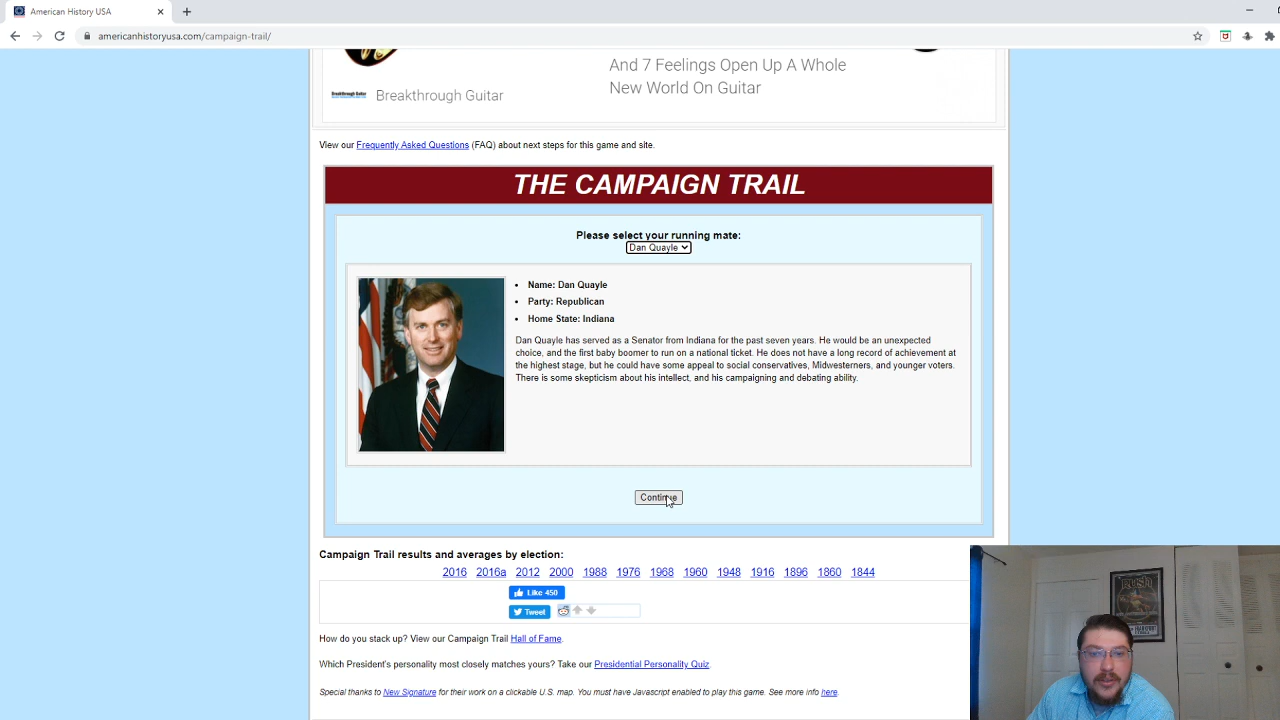 American History USA
americanhistoryusa.com/campaign-trail/
And 7 Feelings Open Up A Whole
New World On Guitar
Breakthrough Guitar
Breakthrough Guitar
View our Frequently Asked Questions (FAQ) about next steps for this game and site.
THE CAMPAIGN TRAIL
Please select your running mate:
Dan Quayle
• Name: Dan Quayle
• Party: Republican
• Home State: Indiana
Dan Quayle has served as a Senator from Indiana for the past seven years. He would be an unexpected
choice, and the first baby boomer to run on a national ticket. He does not have a long record of achievement at
the highest stage, but he could have some appeal to social conservatives, Midwesterners, and younger voters.
There is some skepticism about his intellect, and his campaigning and debating ability.
Continue
Campaign Trail results and averages by election:
2016 2016a 2012 2000 1988 1976 1968 1960 1948 1916 1896 1860 1844
Like 450
Tweet
How do you stack up? View our Campaign Trail Hall of Fame.
Which President's personality most closely matches yours? Take our Presidential Personality Quiz.
Special thanks to New Signature for their work on a clickable U.S. map. You must have Javascript enabled to play this game. See more info here.
RUSH